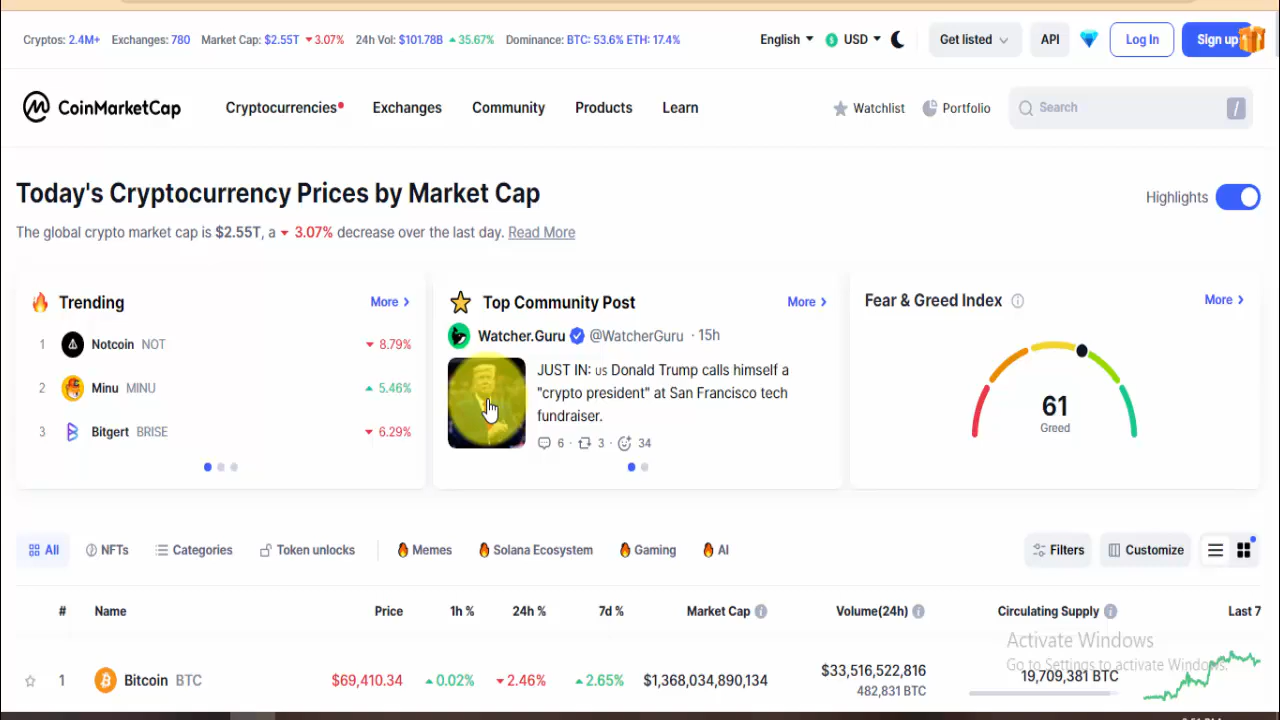 Cryptos: 2.4M+ Exchanges: 780 Market Cap: $2.55T 3.07% 24h Vol: $101.78B 35.67% Dominance: BTC: 53.6% ETH: 17.4%
English USD Get listed API Log In Sign up
CoinMarketCap Cryptocurrencies Exchanges Community Products Learn Watchlist Portfolio Search /
Today's Cryptocurrency Prices by Market Cap
Highlights
The global crypto market cap is $2.55T, a 3.07% decrease over the last day. Read More
Trending More >
1 Notcoin NOT 8.79%
2 Minu MINU 5.46%
3 Bitgert BRISE 6.29%
Top Community Post More >
Watcher.Guru @WatcherGuru · 15h
JUST IN: us Donald Trump calls himself a
"crypto president" at San Francisco tech
fundraiser.
6 · 3 · 34
Fear & Greed Index More >
61
Greed
All NFTs Categories Token unlocks Memes Solana Ecosystem Gaming AI Filters Customize
# Name Price 1h % 24h % 7d % Market Cap Volume(24h) Circulating Supply Last 7
1 Bitcoin BTC $69,410.34 0.02% 2.46% 2.65% $1,368,034,890,134 $33,516,522,816 19,709,381 BTC
482,831 BTC
Activate Windows
Go to Settings to activate Windows.